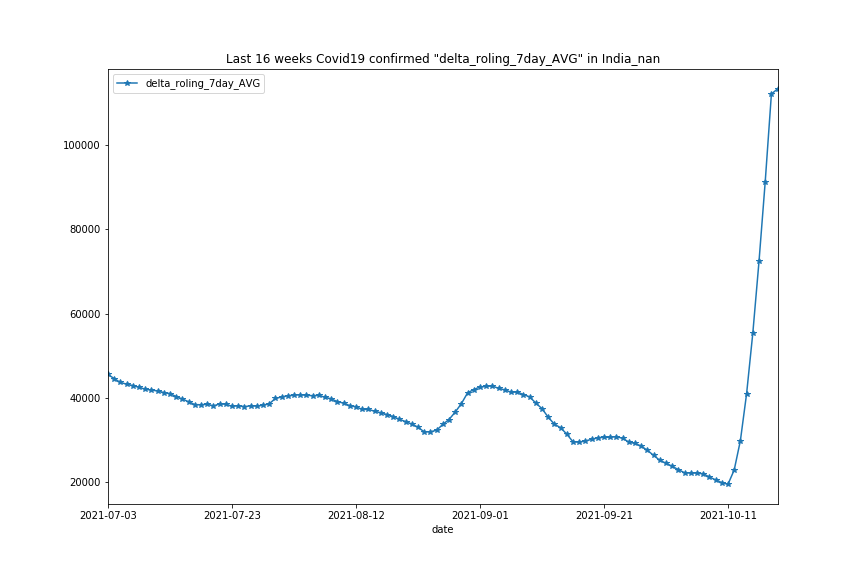 Last 16 weeks Covid19 confirmed "delta_roling_7day_AVG" in India_nan
delta_roling_7day_AVG
100000
80000
60000
40000
20000
2021-07-03 2021-07-23 2021-08-12 2021-09-01 2021-09-21 2021-10-11
date